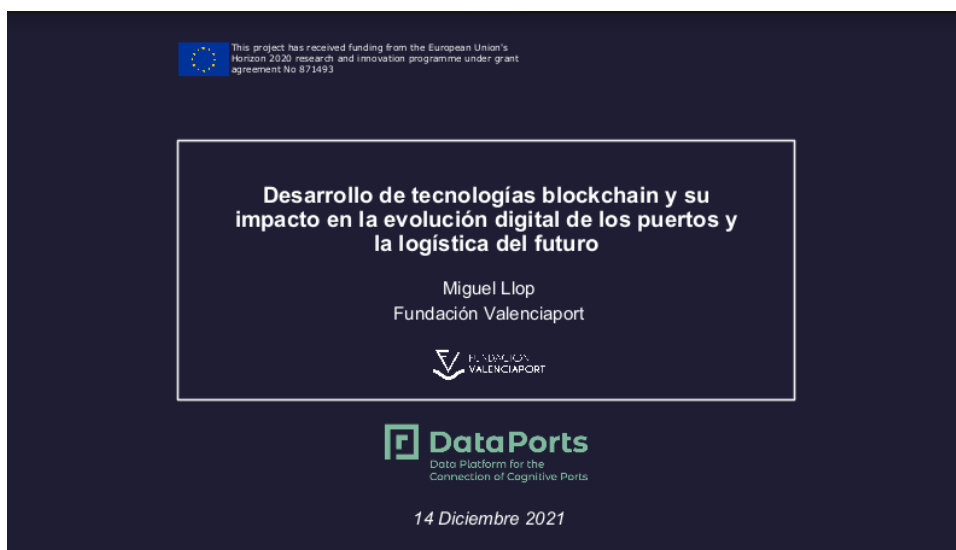 This project has received funding from the European Union's
Horizon 2020 research and innovation programme under grant
agreement No 871493
Desarrollo de tecnologías blockchain y su
impacto en la evolución digital de los puertos y
la logística del futuro
Miguel Llop
Fundación Valenciaport
FUNDACIÓN
VALENCIAPORT
DataPorts
Data Platform for the
Connection of Cognitive Ports
14 Diciembre 2021